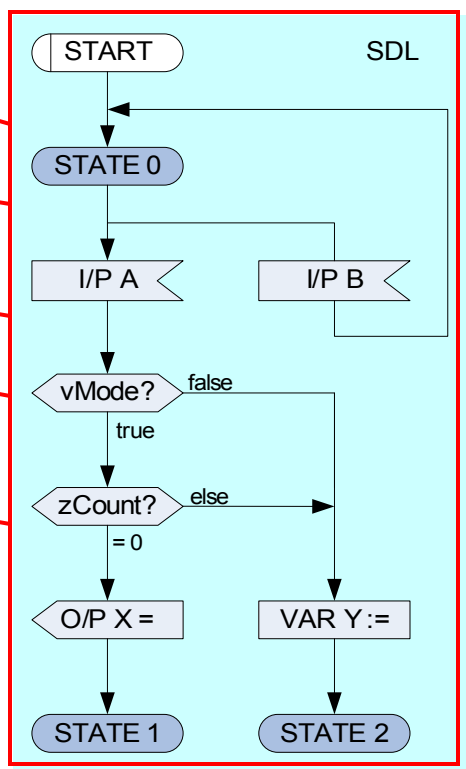 START
SDL
STATE 0
I/P A
I/P B
vMode?
false
true
zCount?
else
= 0
O/P X =
VAR Y :=
STATE 1
STATE 2